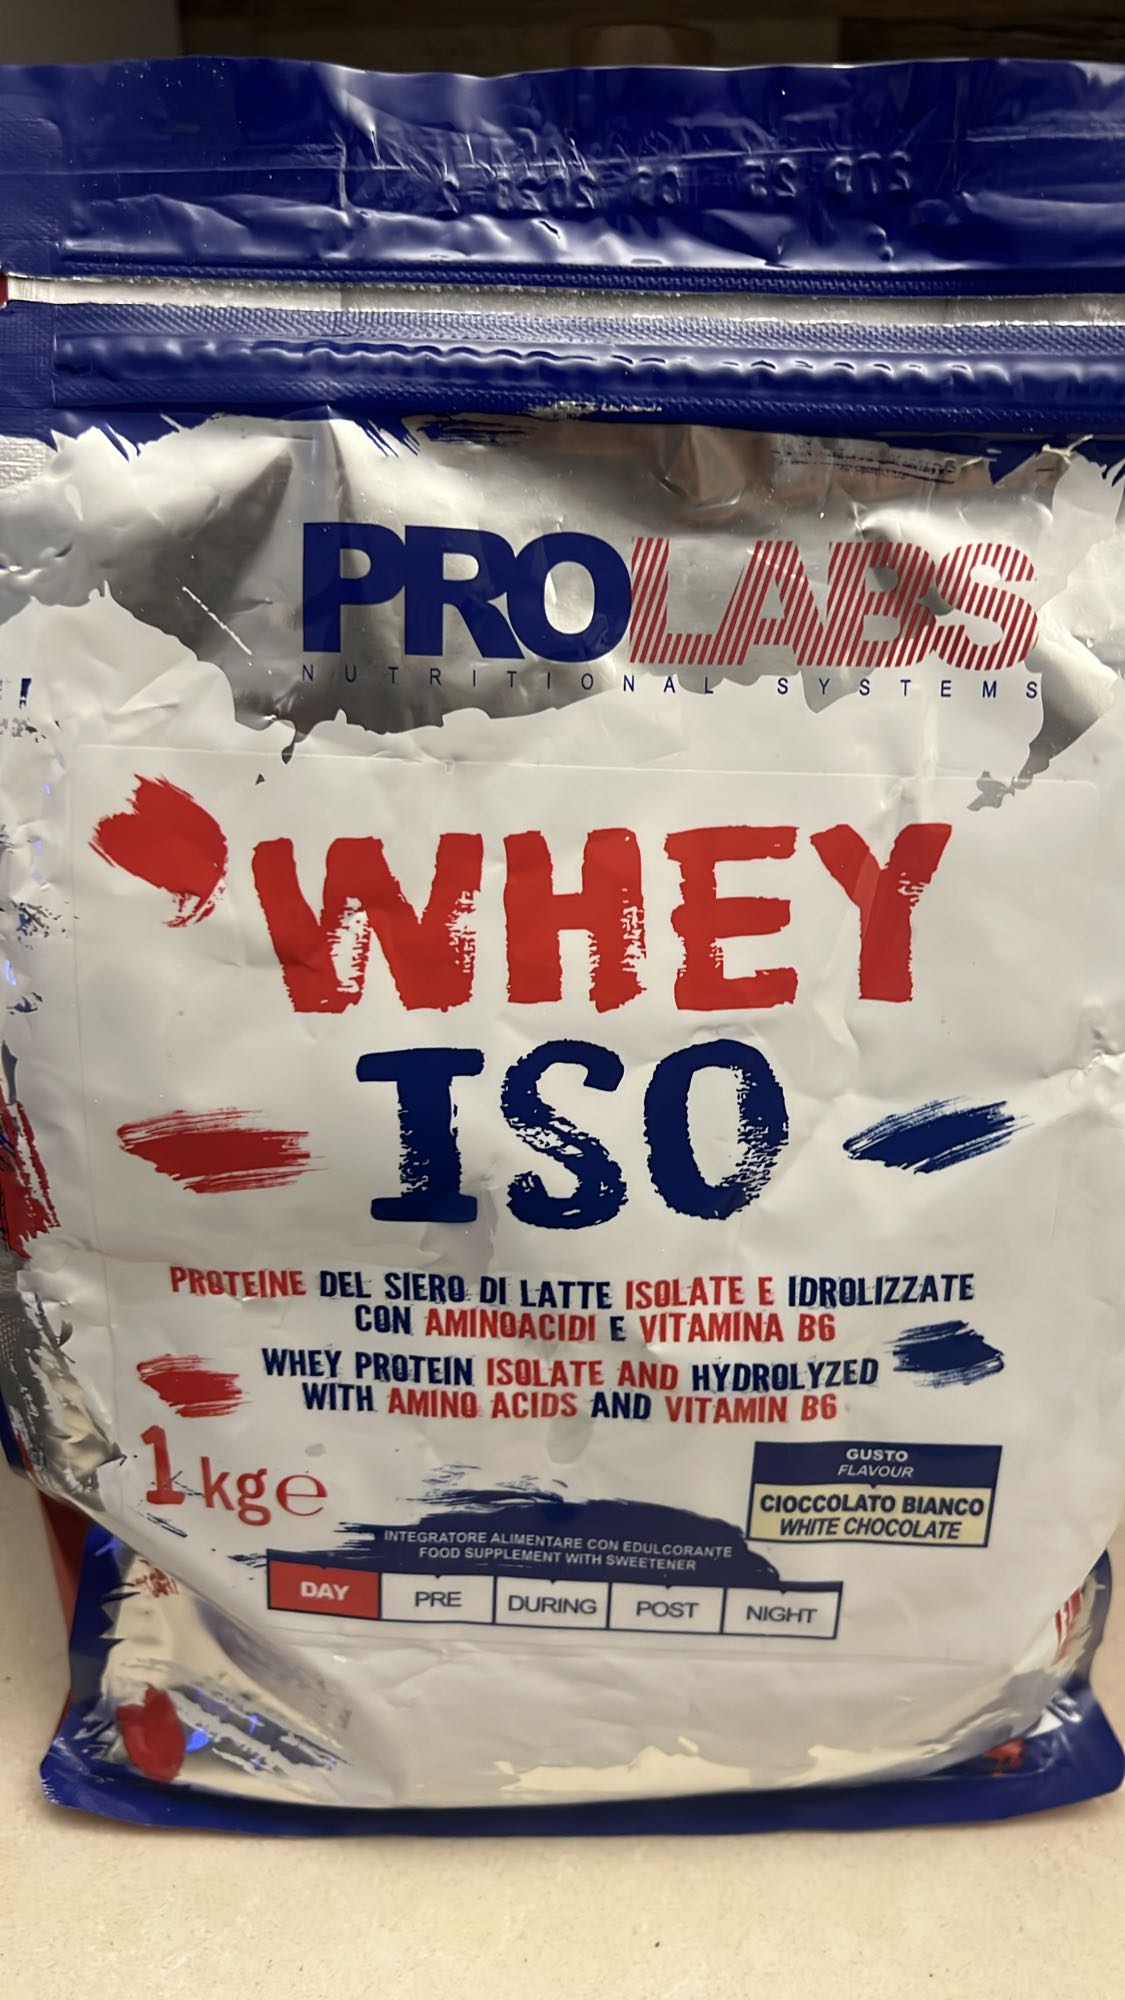 PROLABS
NUTRITIONAL SYSTEMS
WHEY
ISO
PROTEINE DEL SIERO DI LATTE ISOLATE E IDROLIZZATE
CON AMINOACIDI E VITAMINA B6
WHEY PROTEIN ISOLATE AND HYDROLYZED
WITH AMINO ACIDS AND VITAMIN B6
1kg℮
GUSTO
FLAVOUR
CIOCCOLATO BIANCO
WHITE CHOCOLATE
INTEGRATORE ALIMENTARE CON EDULCORANTE
FOOD SUPPLEMENT WITH SWEETENER
DAY PRE DURING POST NIGHT